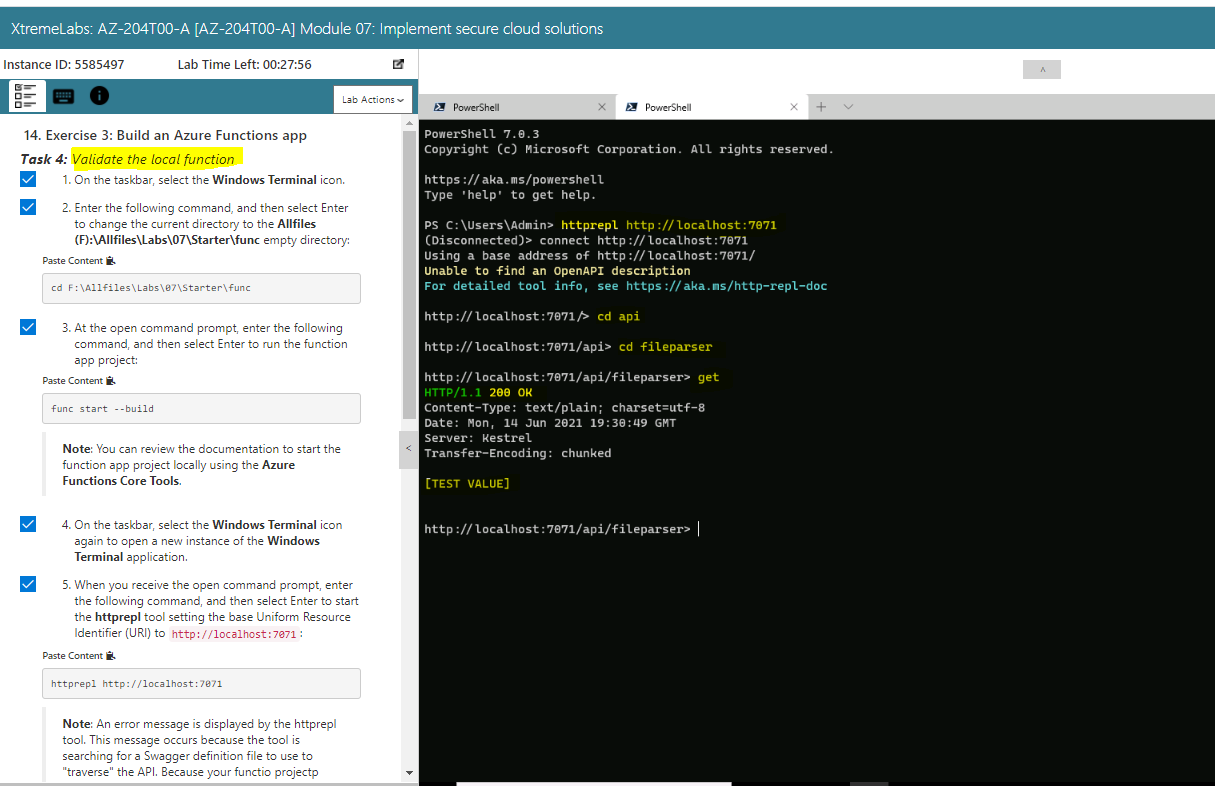 XtremeLabs: AZ-204T00-A [AZ-204T00-A] Module 07: Implement secure cloud solutions
Instance ID: 5585497
Lab Time Left: 00:27:56
Lab Actions
14. Exercise 3: Build an Azure Functions app
Task 4: Validate the local function
1. On the taskbar, select the Windows Terminal icon.
2. Enter the following command, and then select Enter
to change the current directory to the Allfiles
(F):\Allfiles\Labs\07\Starter\func empty directory:
Paste Content
cd F:\Allfiles\Labs\07\Starter\func
3. At the open command prompt, enter the following
command, and then select Enter to run the function
app project:
Paste Content
func start --build
Note: You can review the documentation to start the
function app project locally using the Azure
Functions Core Tools.
4. On the taskbar, select the Windows Terminal icon
again to open a new instance of the Windows
Terminal application.
5. When you receive the open command prompt, enter
the following command, and then select Enter to start
the httprepl tool setting the base Uniform Resource
Identifier (URI) to http://localhost:7071:
Paste Content
httprepl http://localhost:7071
Note: An error message is displayed by the httprepl
tool. This message occurs because the tool is
searching for a Swagger definition file to use to
"traverse" the API. Because your functio projectp
PowerShell
PowerShell
PowerShell 7.0.3
Copyright (c) Microsoft Corporation. All rights reserved.
https://aka.ms/powershell
Type 'help' to get help.
PS C:\Users\Admin> httprepl http://localhost:7071
(Disconnected)> connect http://localhost:7071
Using a base address of http://localhost:7071/
Unable to find an OpenAPI description
For detailed tool info, see https://aka.ms/http-repl-doc
http://localhost:7071/> cd api
http://localhost:7071/api> cd fileparser
http://localhost:7071/api/fileparser> get
HTTP/1.1 200 OK
Content-Type: text/plain; charset=utf-8
Date: Mon, 14 Jun 2021 19:30:49 GMT
Server: Kestrel
Transfer-Encoding: chunked
[TEST VALUE]
http://localhost:7071/api/fileparser>